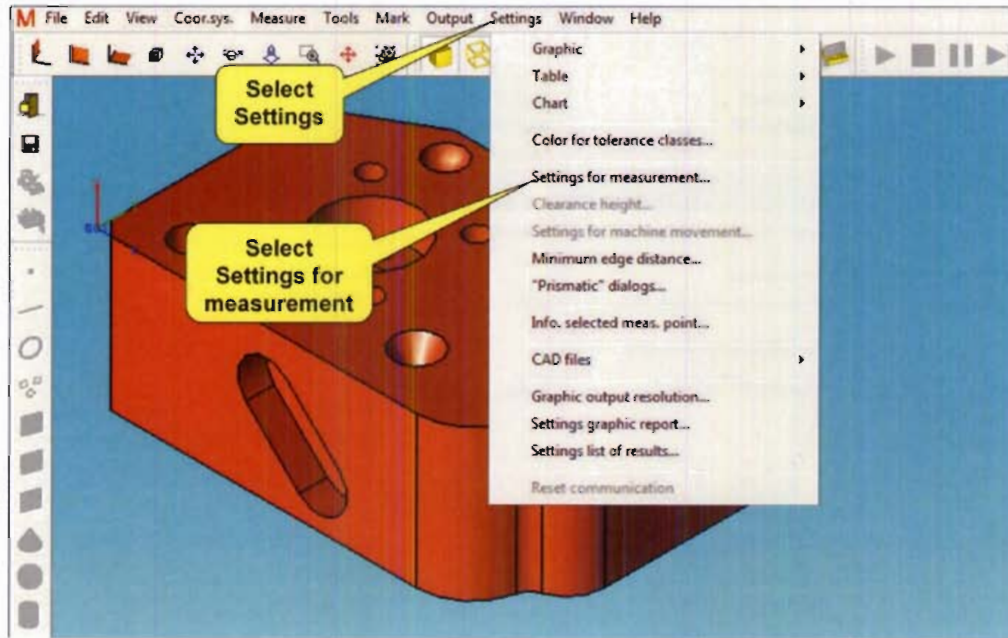 M File Edit View Coor.sys. Measure Tools Mark Output Settings Window Help
Select
Settings
Select
Settings for
measurement
Graphic
Table
Chart
Color for tolerance classes...
Settings for measurement...
Clearance height...
Settings for machine movement...
Minimum edge distance...
"Prismatic" dialogs...
Info. selected meas. point...
CAD files
Graphic output resolution...
Settings graphic report...
Settings list of results...
Reset communication